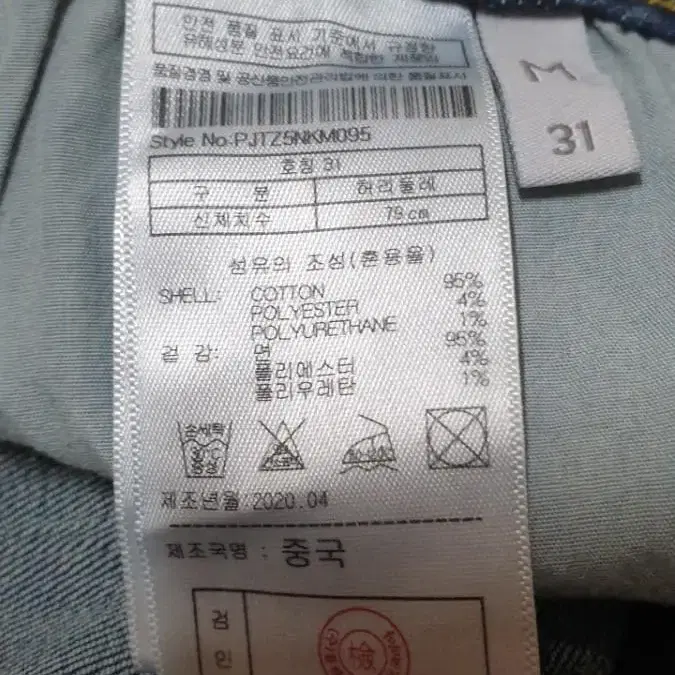 안전 품질 표시 기준에서 규정한
유해성분 안전요건에 적합한 제품임
품질경영 및 공산품안전관리법에 의한 품질표시
Style No:PJTZ5NKM095
호칭 31
구 분 허리둘레
신체치수 79cm
섬유의 조성(혼용율)
SHELL: COTTON 95%
POLYESTER 4%
POLYURETHANE 1%
겉 감: 면 95%
폴리에스터 4%
폴리우레탄 1%
손세탁
중성
제조년월:2020.04
제조국명 : 중국
검
인
檢
M
31